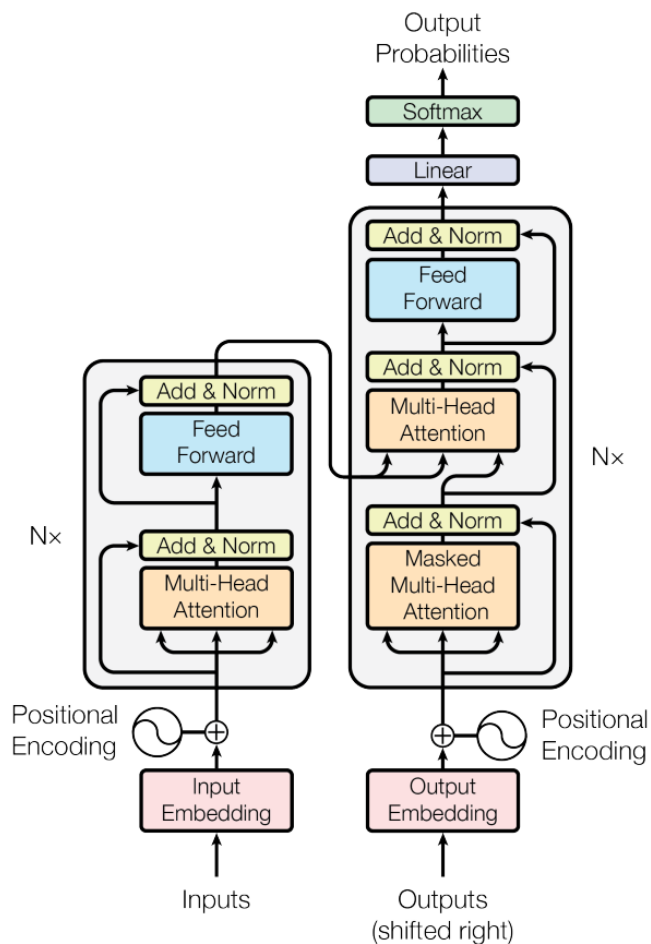 Output
Probabilities
Softmax
Linear
Add & Norm
Feed
Forward
Add & Norm
Multi-Head
Attention
Nx
Add & Norm
Masked
Multi-Head
Attention
Add & Norm
Feed
Forward
Nx
Add & Norm
Multi-Head
Attention
Positional
Encoding
Positional
Encoding
Input
Embedding
Output
Embedding
Inputs
Outputs
(shifted right)